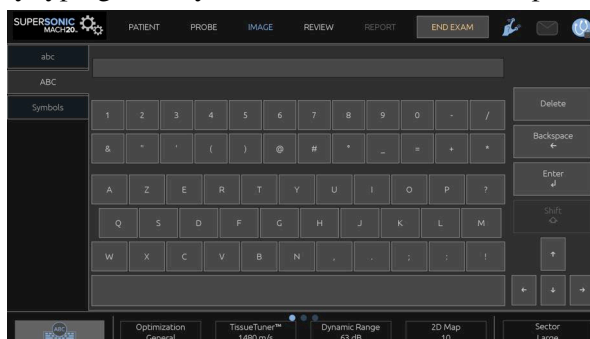 SUPERSONIC MACH20. PATIENT PROBE IMAGE REVIEW REPORT END EXAM
abc
ABC
Symbols
1 2 3 4 5 6 7 8 9 0 - / Delete
& " ' ( ) @ # * _ = + * Backspace ←
A Z E R T Y U I O P ? Enter ↲
Q S D F G H J K L M Shift
W X C V B N , . ; : ! ↑
← ↓ →
ABC Optimization TissueTuner™ Dynamic Range 2D Map Sector
General 1480 m/s 63 dB 10 Large